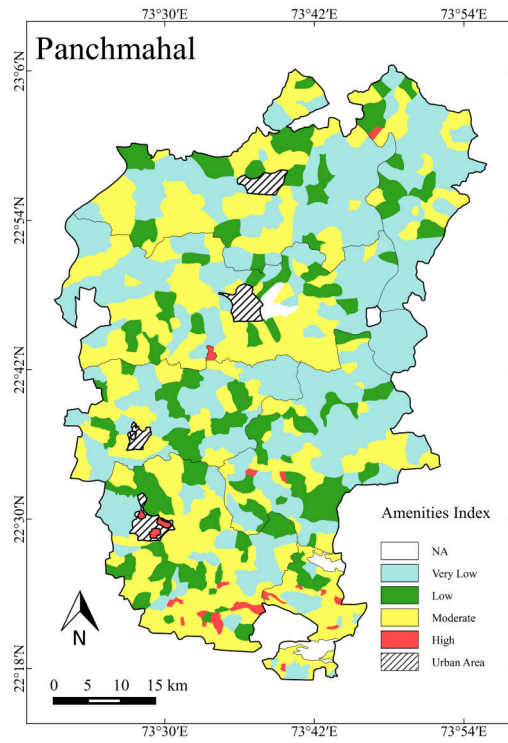 73°30'E 73°42'E 73°54'E
Panchmahal
23°6'N
22°54'N
22°42'N
22°30'N
22°18'N
Amenities Index
NA
Very Low
Low
Moderate
High
Urban Area
N
0 5 10 15 km
73°30'E 73°42'E 73°54'E